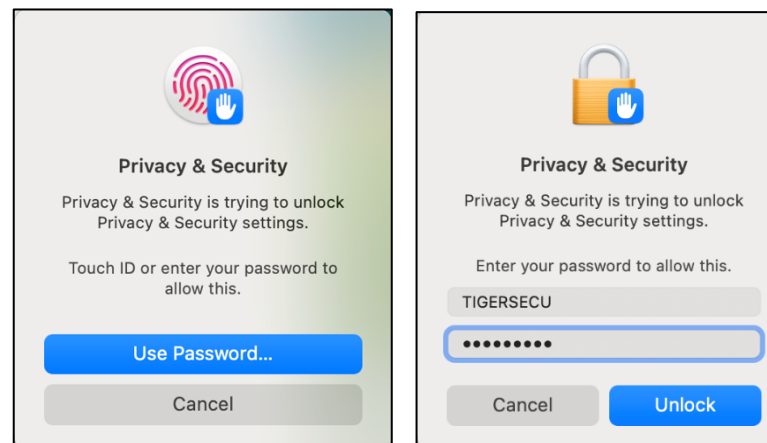 Privacy & Security
Privacy & Security is trying to unlock
Privacy & Security settings.
Touch ID or enter your password to
allow this.
Use Password...
Cancel
Privacy & Security
Privacy & Security is trying to unlock
Privacy & Security settings.
Enter your password to allow this.
TIGERSECU
•••••••••
Cancel
Unlock